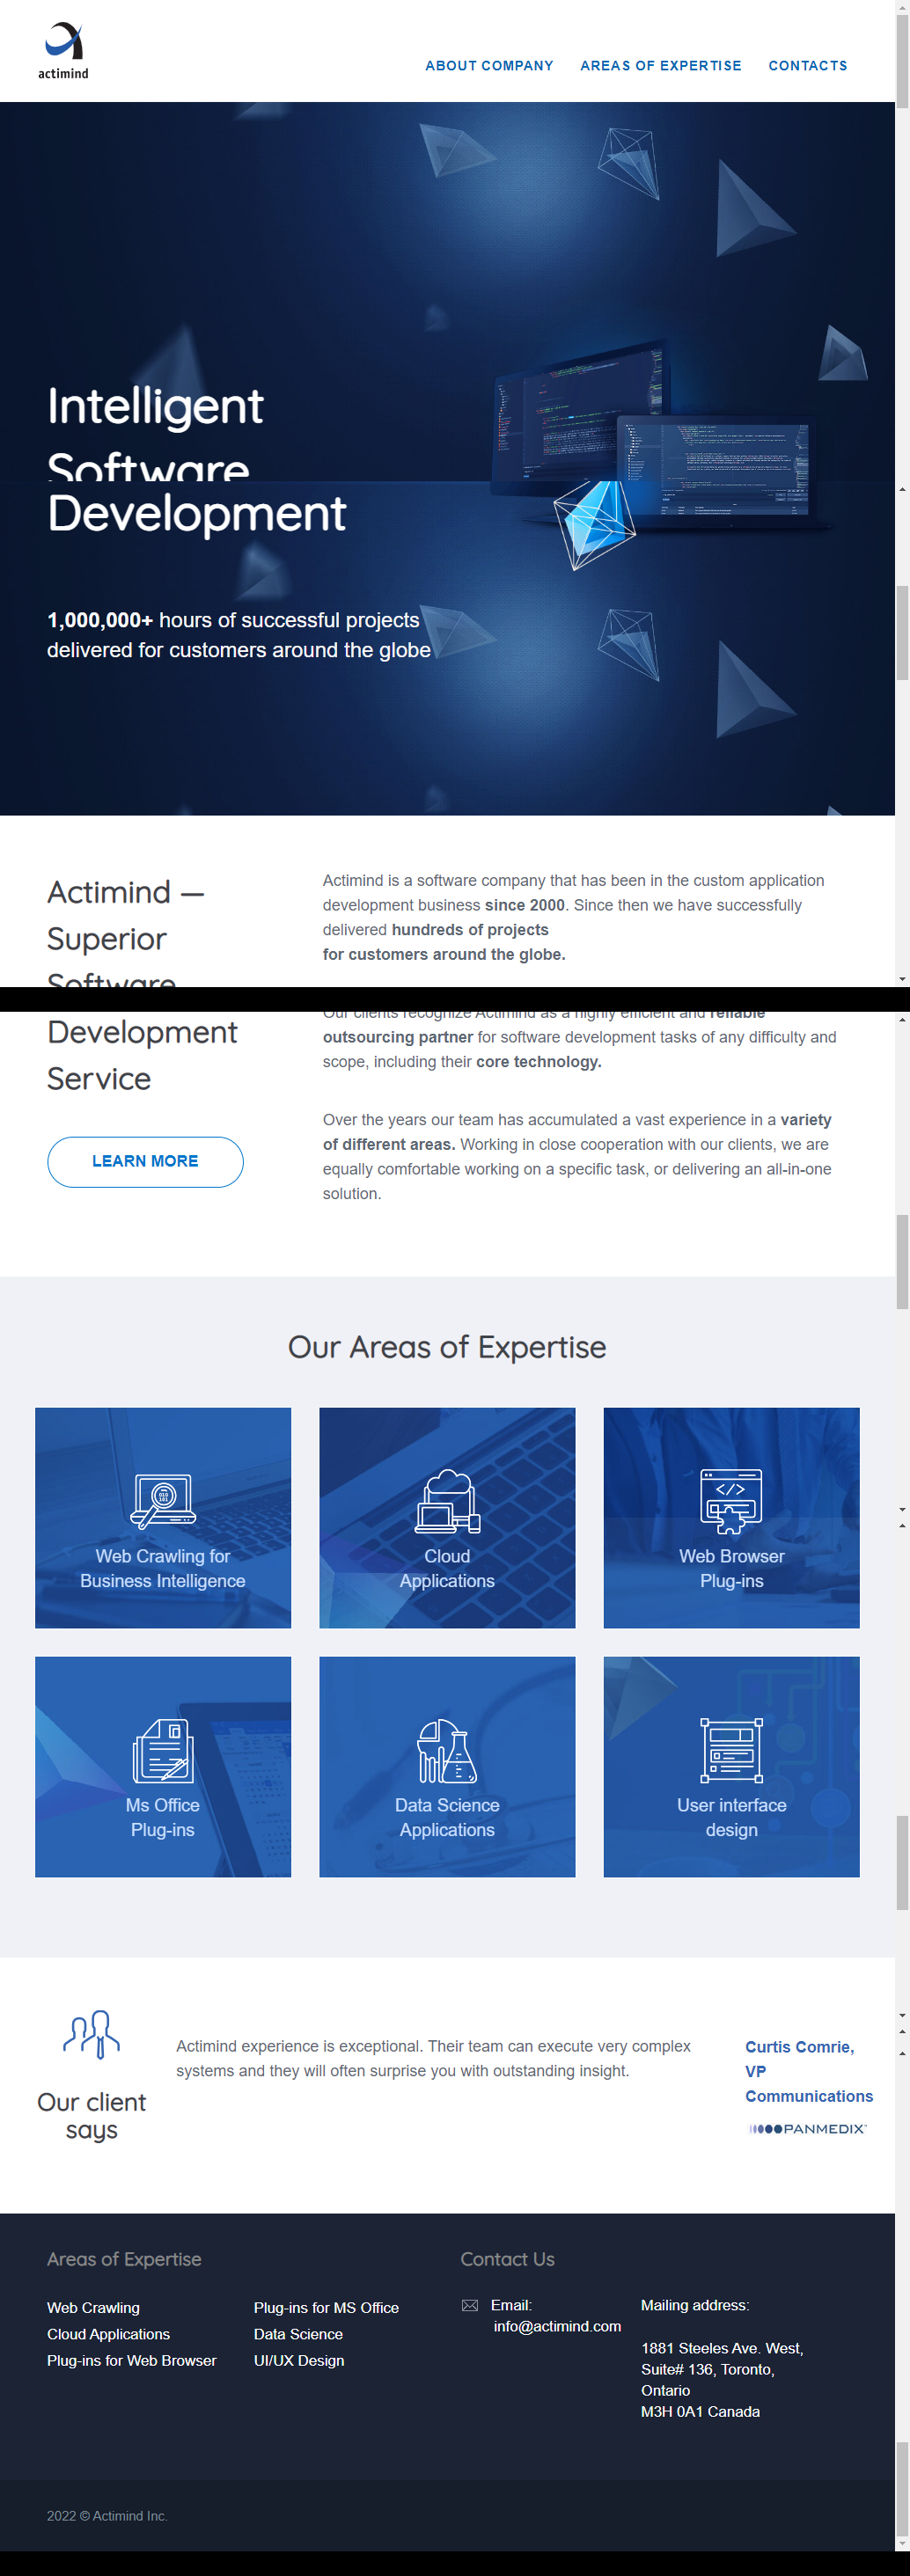 actimind
ABOUT COMPANY AREAS OF EXPERTISE CONTACTS
Intelligent
Software
Development
1,000,000+ hours of successful projects
delivered for customers around the globe
Actimind —
Superior
Software
Development
Service
LEARN MORE
Actimind is a software company that has been in the custom application
development business since 2000. Since then we have successfully
delivered hundreds of projects
for customers around the globe.
Our clients recognize Actimind as a highly efficient and reliable
outsourcing partner for software development tasks of any difficulty and
scope, including their core technology.
Over the years our team has accumulated a vast experience in a variety
of different areas. Working in close cooperation with our clients, we are
equally comfortable working on a specific task, or delivering an all-in-one
solution.
Our Areas of Expertise
Web Crawling for
Business Intelligence
Cloud
Applications
Web Browser
Plug-ins
Ms Office
Plug-ins
Data Science
Applications
User interface
design
Our client
says
Actimind experience is exceptional. Their team can execute very complex
systems and they will often surprise you with outstanding insight.
Curtis Comrie,
VP
Communications
PANMEDIX
Areas of Expertise
Web Crawling
Cloud Applications
Plug-ins for Web Browser
Plug-ins for MS Office
Data Science
UI/UX Design
Contact Us
Email:
info@actimind.com
Mailing address:
1881 Steeles Ave. West,
Suite# 136, Toronto,
Ontario
M3H 0A1 Canada
2022 © Actimind Inc.